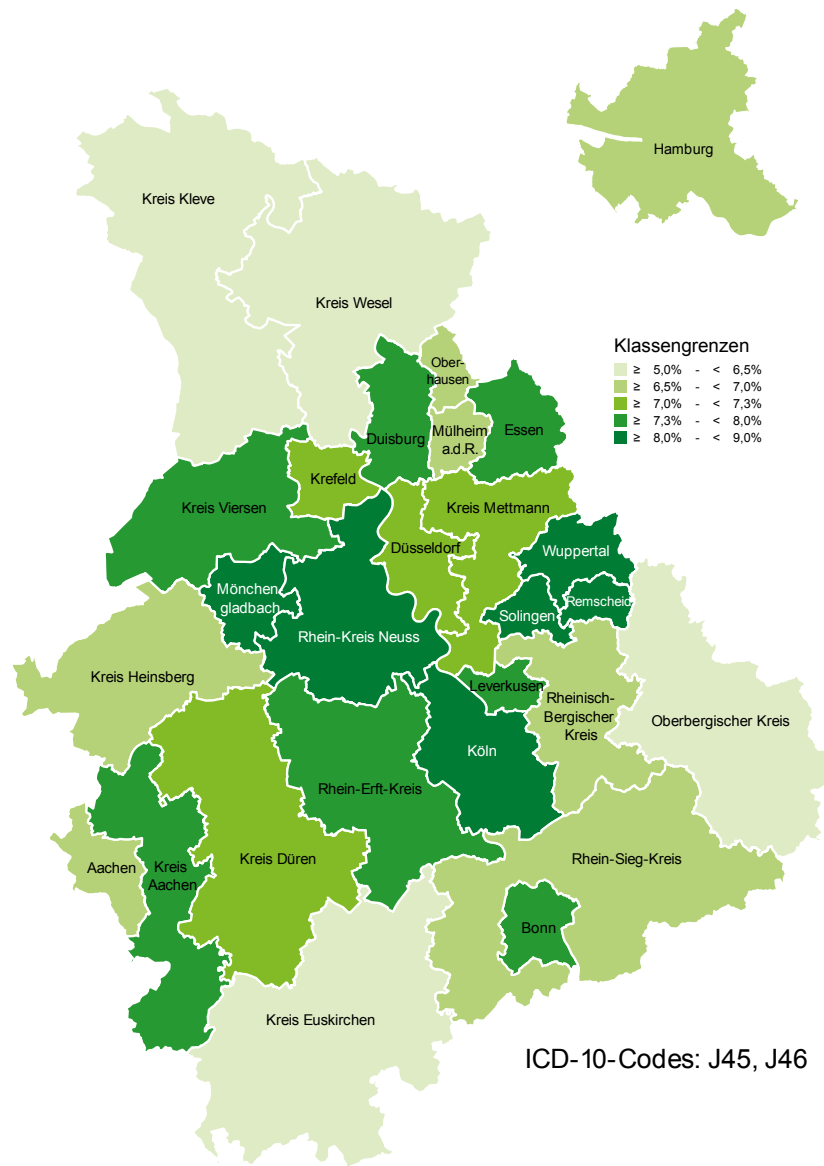 Hamburg
Kreis Kleve
Kreis Wesel
Klassengrenzen
≥ 5,0% - < 6,5%
≥ 6,5% - < 7,0%
≥ 7,0% - < 7,3%
≥ 7,3% - < 8,0%
≥ 8,0% - < 9,0%
Ober-
hausen
Duisburg
Mülheim
a.d.R.
Essen
Krefeld
Kreis Viersen
Kreis Mettmann
Düsseldorf
Wuppertal
Mönchen
gladbach
Remscheid
Solingen
Rhein-Kreis Neuss
Kreis Heinsberg
Leverkusen
Rheinisch-
Bergischer
Kreis
Oberbergischer Kreis
Köln
Rhein-Erft-Kreis
Aachen
Kreis
Aachen
Kreis Düren
Rhein-Sieg-Kreis
Bonn
Kreis Euskirchen
ICD-10-Codes: J45, J46